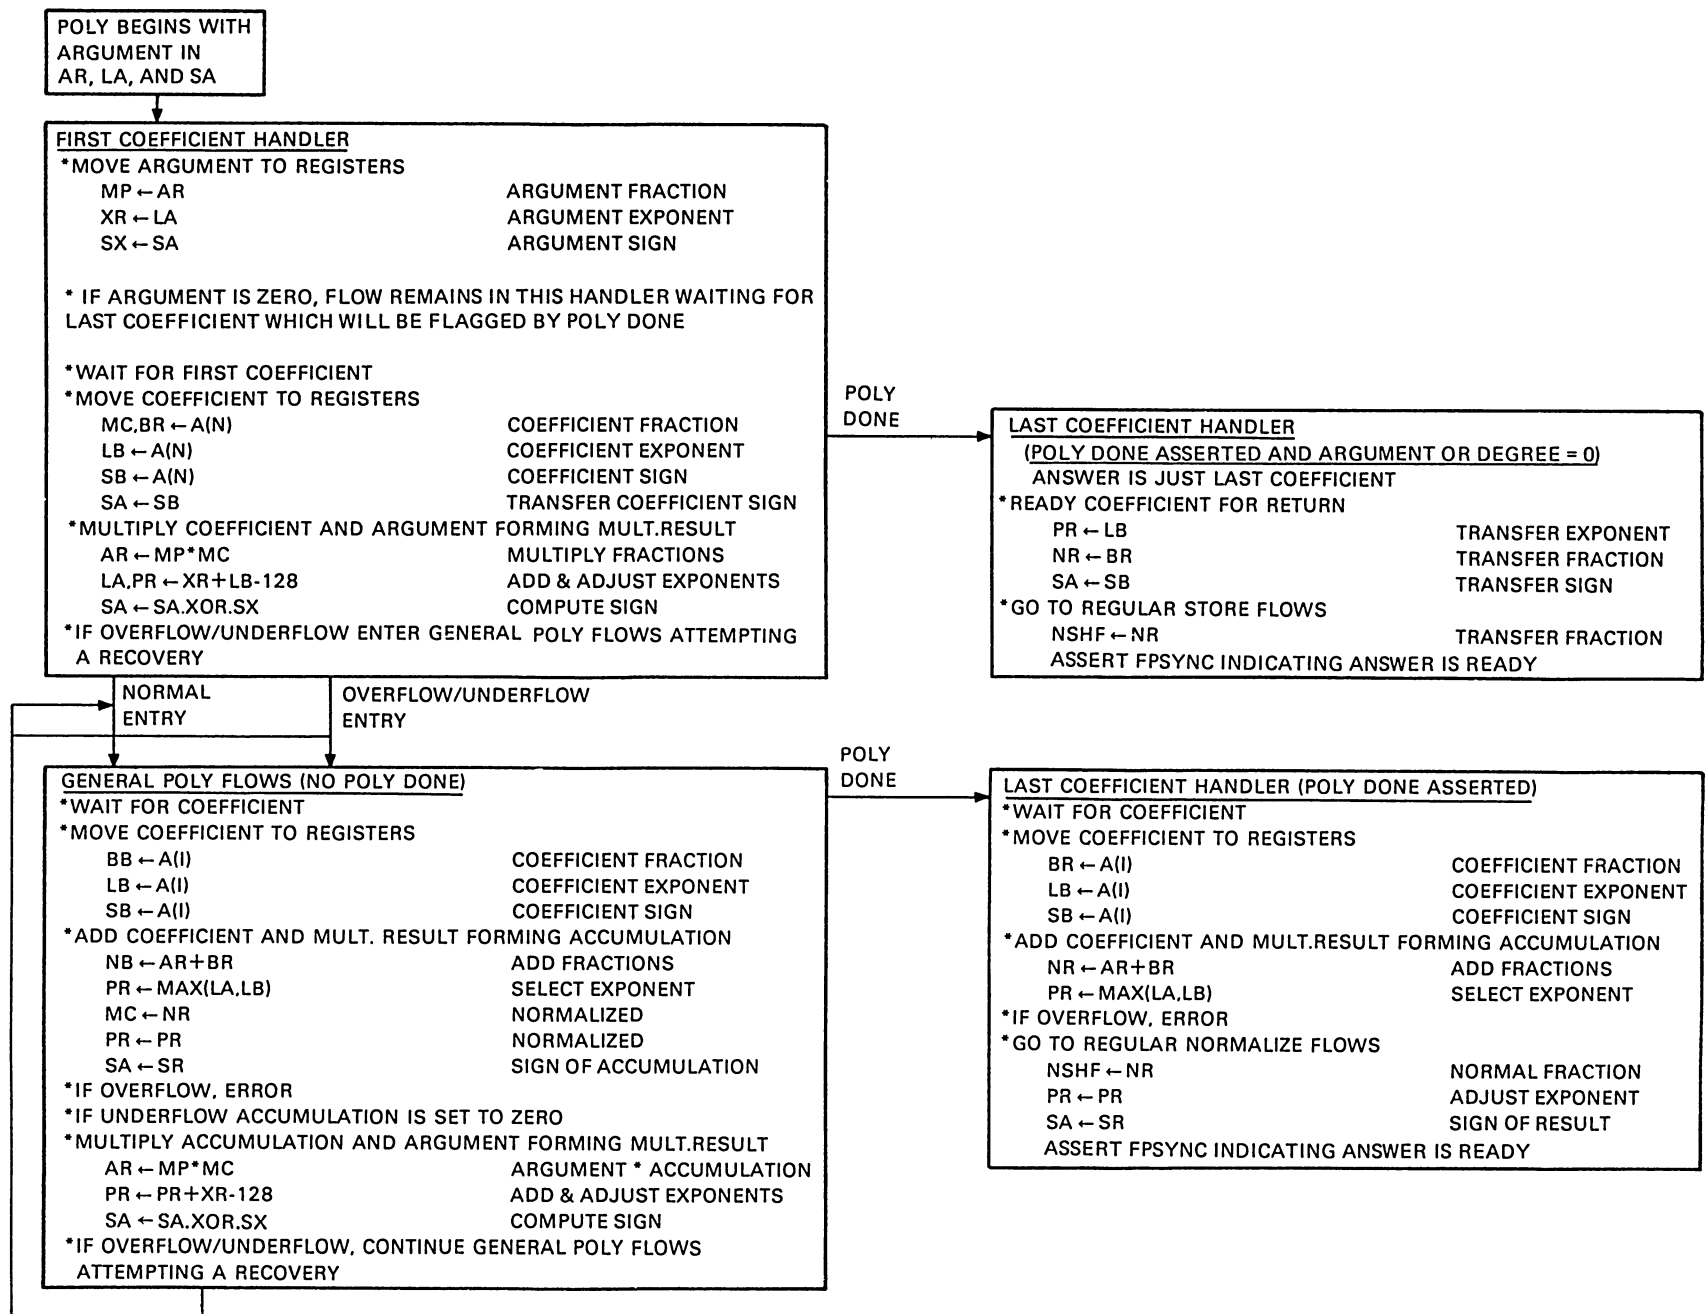 POLY BEGINS WITH
ARGUMENT IN
AR, LA, AND SA
FIRST COEFFICIENT HANDLER
*MOVE ARGUMENT TO REGISTERS
MP ← AR ARGUMENT FRACTION
XR ← LA ARGUMENT EXPONENT
SX ← SA ARGUMENT SIGN
* IF ARGUMENT IS ZERO, FLOW REMAINS IN THIS HANDLER WAITING FOR
LAST COEFFICIENT WHICH WILL BE FLAGGED BY POLY DONE
*WAIT FOR FIRST COEFFICIENT
*MOVE COEFFICIENT TO REGISTERS
MC,BR ← A(N) COEFFICIENT FRACTION
LB ← A(N) COEFFICIENT EXPONENT
SB ← A(N) COEFFICIENT SIGN
SA ← SB TRANSFER COEFFICIENT SIGN
*MULTIPLY COEFFICIENT AND ARGUMENT FORMING MULT.RESULT
AR ← MP*MC MULTIPLY FRACTIONS
LA,PR ← XR+LB-128 ADD & ADJUST EXPONENTS
SA ← SA.XOR.SX COMPUTE SIGN
*IF OVERFLOW/UNDERFLOW ENTER GENERAL POLY FLOWS ATTEMPTING
A RECOVERY
POLY
DONE
LAST COEFFICIENT HANDLER
(POLY DONE ASSERTED AND ARGUMENT OR DEGREE = 0)
ANSWER IS JUST LAST COEFFICIENT
*READY COEFFICIENT FOR RETURN
PR ← LB TRANSFER EXPONENT
NR ← BR TRANSFER FRACTION
SA ← SB TRANSFER SIGN
*GO TO REGULAR STORE FLOWS
NSHF ← NR TRANSFER FRACTION
ASSERT FPSYNC INDICATING ANSWER IS READY
NORMAL
ENTRY
OVERFLOW/UNDERFLOW
ENTRY
GENERAL POLY FLOWS (NO POLY DONE)
*WAIT FOR COEFFICIENT
*MOVE COEFFICIENT TO REGISTERS
BB ← A(I) COEFFICIENT FRACTION
LB ← A(I) COEFFICIENT EXPONENT
SB ← A(I) COEFFICIENT SIGN
*ADD COEFFICIENT AND MULT. RESULT FORMING ACCUMULATION
NB ← AR+BR ADD FRACTIONS
PR ← MAX(LA,LB) SELECT EXPONENT
MC ← NR NORMALIZED
PR ← PR NORMALIZED
SA ← SR SIGN OF ACCUMULATION
*IF OVERFLOW, ERROR
*IF UNDERFLOW ACCUMULATION IS SET TO ZERO
*MULTIPLY ACCUMULATION AND ARGUMENT FORMING MULT.RESULT
AR ← MP*MC ARGUMENT * ACCUMULATION
PR ← PR+XR-128 ADD & ADJUST EXPONENTS
SA ← SA.XOR.SX COMPUTE SIGN
*IF OVERFLOW/UNDERFLOW, CONTINUE GENERAL POLY FLOWS
ATTEMPTING A RECOVERY
POLY
DONE
LAST COEFFICIENT HANDLER (POLY DONE ASSERTED)
*WAIT FOR COEFFICIENT
*MOVE COEFFICIENT TO REGISTERS
BR ← A(I) COEFFICIENT FRACTION
LB ← A(I) COEFFICIENT EXPONENT
SB ← A(I) COEFFICIENT SIGN
*ADD COEFFICIENT AND MULT.RESULT FORMING ACCUMULATION
NR ← AR+BR ADD FRACTIONS
PR ← MAX(LA,LB) SELECT EXPONENT
*IF OVERFLOW, ERROR
*GO TO REGULAR NORMALIZE FLOWS
NSHF ← NR NORMAL FRACTION
PR ← PR ADJUST EXPONENT
SA ← SR SIGN OF RESULT
ASSERT FPSYNC INDICATING ANSWER IS READY